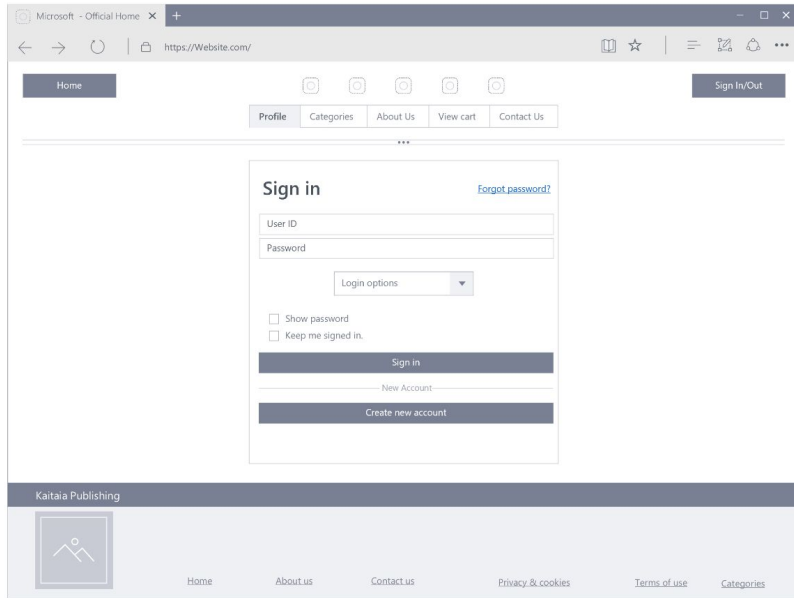 Microsoft - Official Home
https://Website.com/
Home
Sign In/Out
Profile Categories About Us View cart Contact Us
Sign in
Forgot password?
User ID
Password
Login options
Show password
Keep me signed in.
Sign in
New Account
Create new account
Kaitaia Publishing
Home About us Contact us Privacy & cookies Terms of use Categories